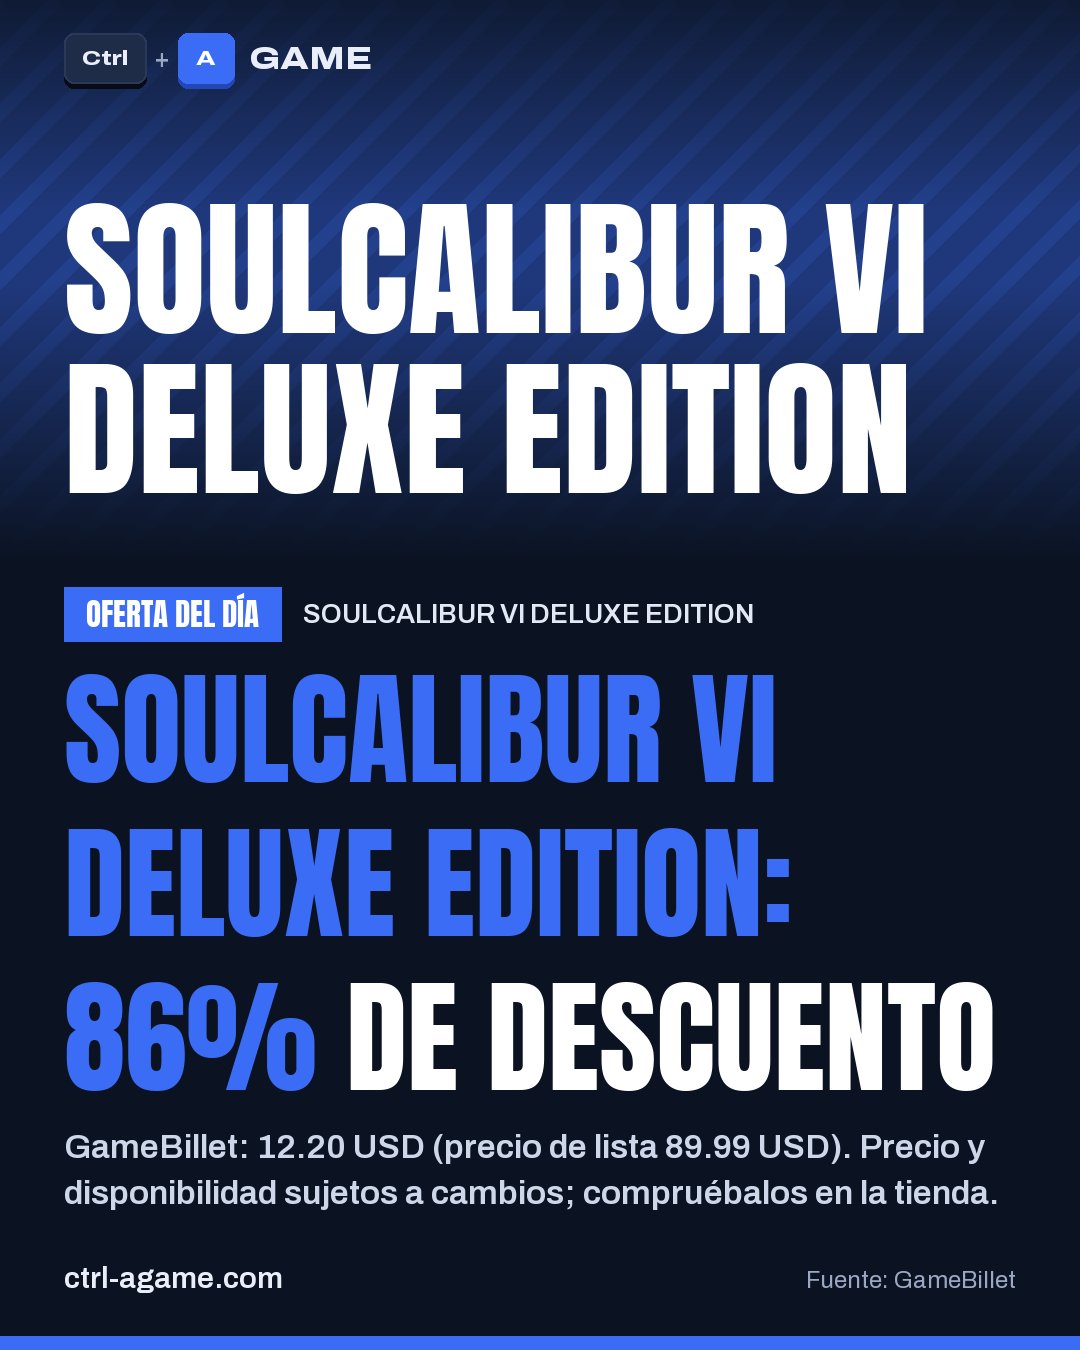 Ctrl + A GAME
SOULCALIBUR VI
DELUXE EDITION
OFERTA DEL DÍA SOULCALIBUR VI DELUXE EDITION
SOULCALIBUR VI
DELUXE EDITION:
86% DE DESCUENTO
GameBillet: 12.20 USD (precio de lista 89.99 USD). Precio y
disponibilidad sujetos a cambios; compruébalos en la tienda.
ctrl-agame.com Fuente: GameBillet